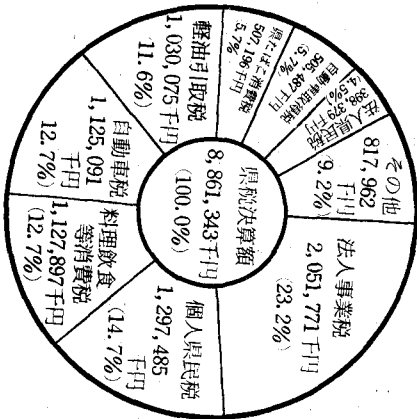 県税決算額
8,861,343千円
(100.0%)
法人事業税
2,051,771千円
(23.2%)
個人県民税
1,297,485
千円
(14.7%)
料理飲食
等消費税
1,127,897千円
(12.7%)
自動車税
1,125,091
千円
12.7%
軽油引取税
1,030,075千円
11.6%
県たばこ消費税
507,196千円
5.7%
自動車取得税
505,487千円
(5.7%)
法人県民税
398,379千円
(4.5%)
その他
817,962
千円
(9.2%)